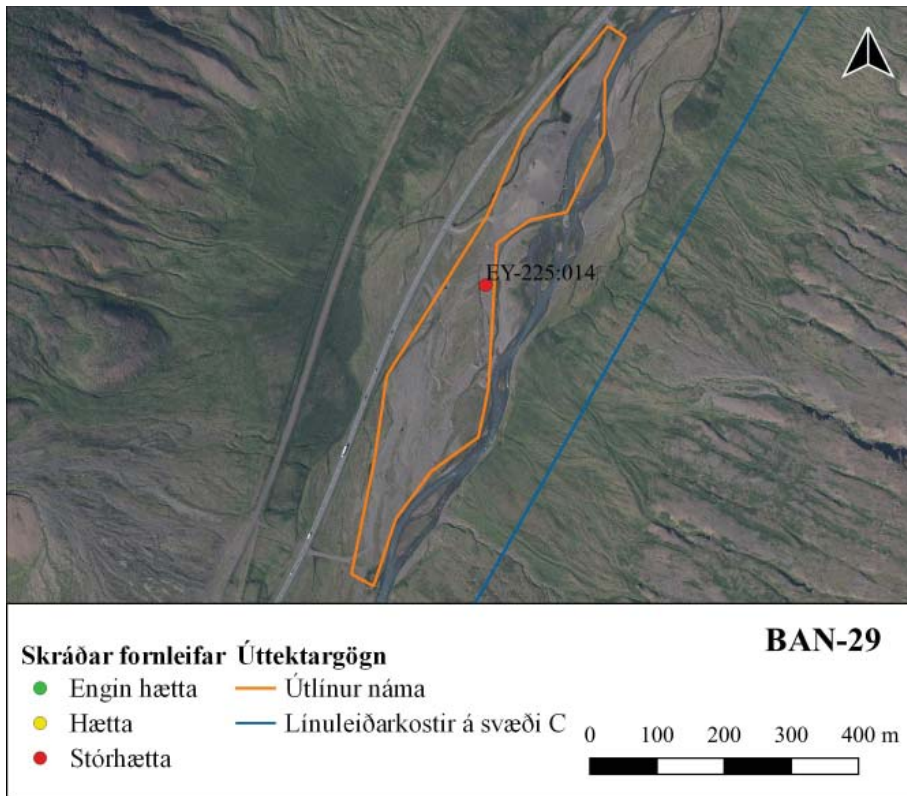 EY-225:014
BAN-29
Skráðar fornleifar Úttektargögn
Engin hætta Útlínur náma
Hætta Línuleiðarkostir á svæði C
Stórhætta
0 100 200 300 400 m